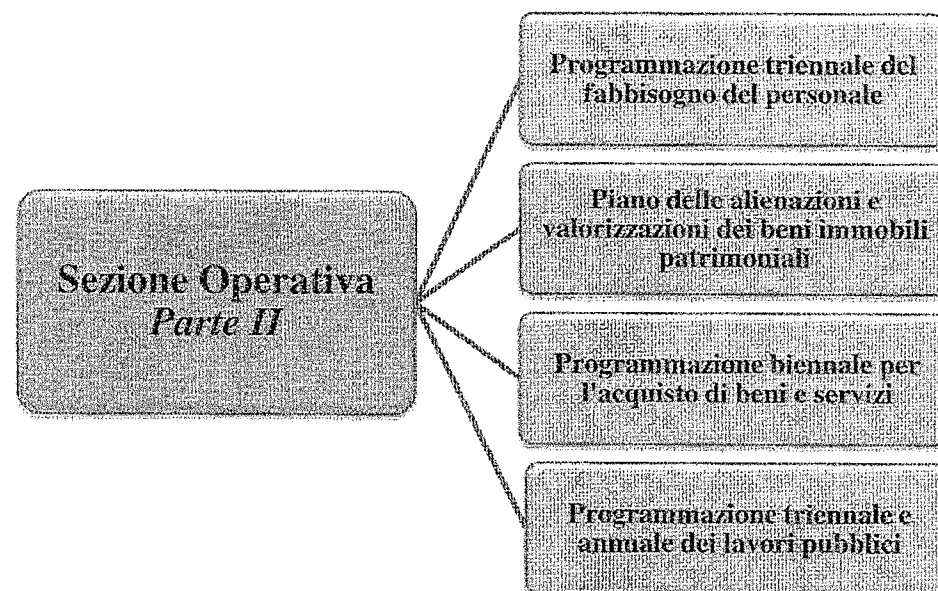 Sezione Operativa
Parte II
Programmazione triennale del
fabbisogno del personale
Piano delle alienazioni e
valorizzazioni dei beni immobili
patrimoniali
Programmazione biennale per
l'acquisto di beni e servizi
Programmazione triennale e
annuale dei lavori pubblici